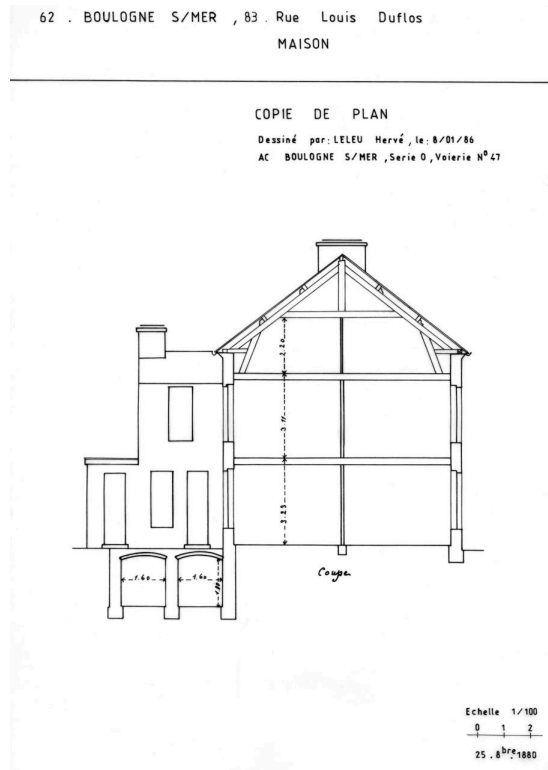 62 . BOULOGNE S/MER , 83 . Rue Louis Duflos
MAISON
COPIE DE PLAN
Dessiné par : LELEU Hervé , le : 8/01/86
AC BOULOGNE S/MER , Serie O , Voierie N° 47
2.20
3.11
3.23
1.60
1.60
Coupe
Echelle 1/100
0 1 2
25 . 8bre . 1880